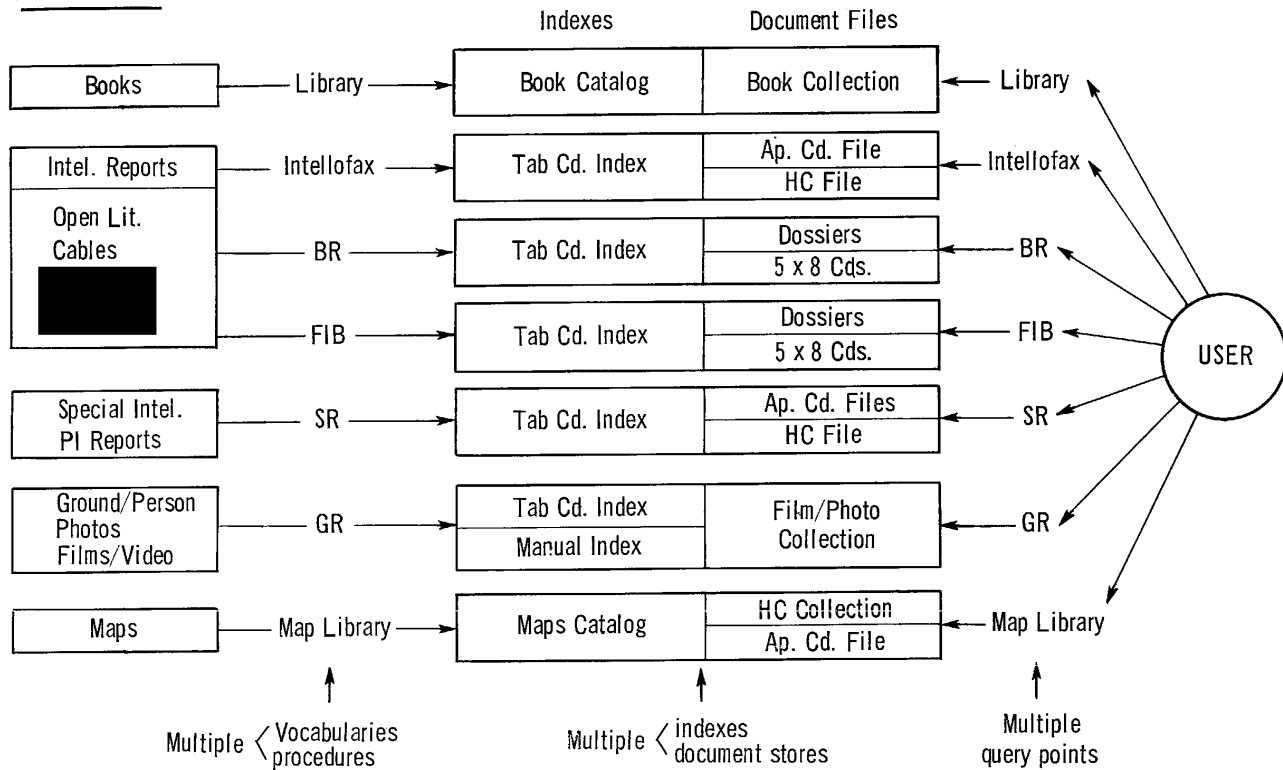 Indexes Document Files
Books Library Book Catalog Book Collection Library
Intel. Reports Intellofax Tab Cd. Index Ap. Cd. File Intellofax
HC File
Open Lit.
Cables BR Tab Cd. Index Dossiers BR
5 x 8 Cds.
FIB Tab Cd. Index Dossiers FIB
5 x 8 Cds.
USER
Special Intel. SR Tab Cd. Index Ap. Cd. Files SR
PI Reports HC File
Ground/Person Tab Cd. Index Film/Photo
Photos GR Manual Index Collection GR
Films/Video
Maps Map Library Maps Catalog HC Collection Map Library
Ap. Cd. File
Multiple < Vocabularies
procedures
Multiple < indexes
document stores
Multiple
query points